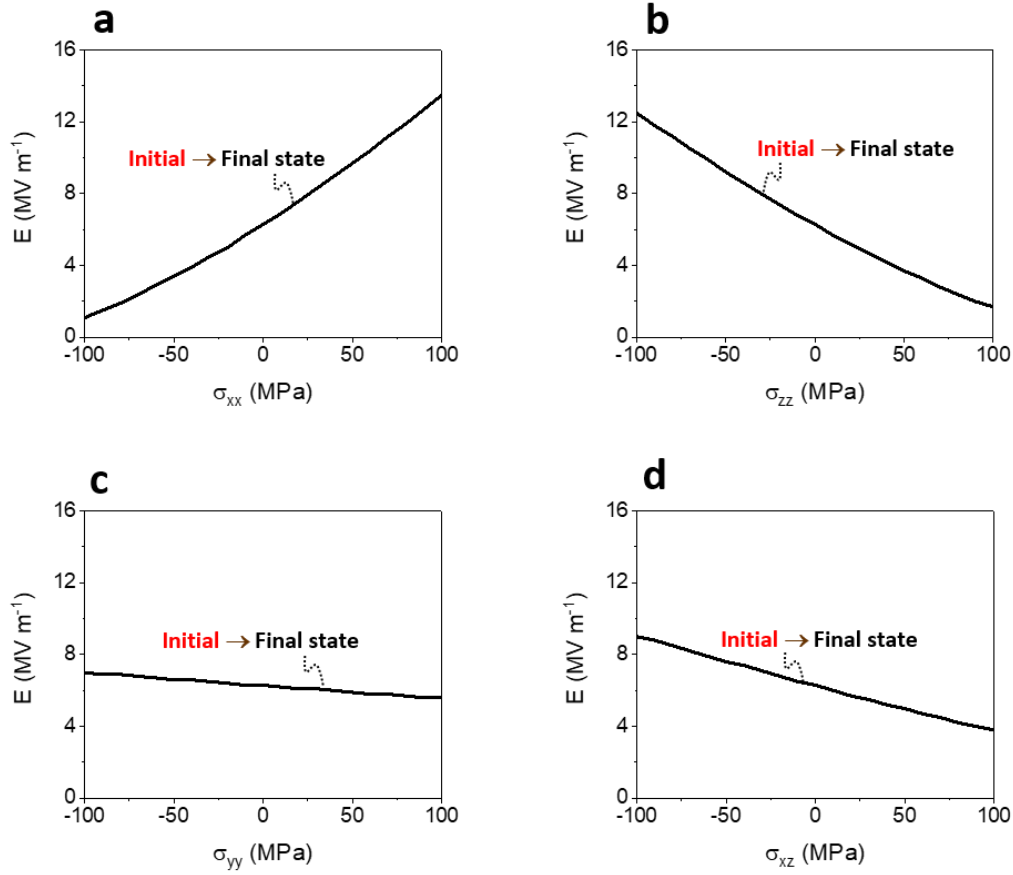 a
16
12
8
4
0
E (MV m⁻¹)
Initial → Final state
-100 -50 0 50 100
σxx (MPa)
b
16
12
8
4
0
E (MV m⁻¹)
Initial → Final state
-100 -50 0 50 100
σzz (MPa)
c
16
12
8
4
0
E (MV m⁻¹)
Initial → Final state
-100 -50 0 50 100
σyy (MPa)
d
16
12
8
4
0
E (MV m⁻¹)
Initial → Final state
-100 -50 0 50 100
σxz (MPa)